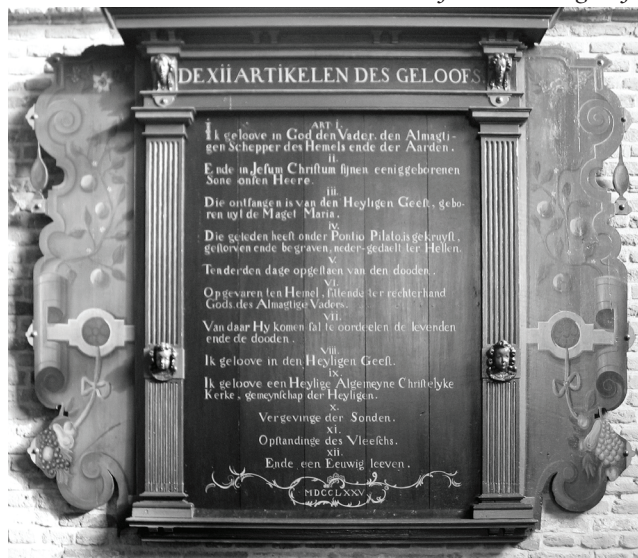 DE XII ARTIKELEN DES GELOOFS.
ART i.
Ik geloove in God den Vader, den Almagti-
gen Schepper des Hemels ende der Aarden.
ii.
Ende in Jesum Christum sijnen eeniggeborenen
Sone onsen Heere.
iii.
Die ontfangen is van den Heyligen Geest, gebo-
ren uyt de Maget Maria.
iv.
Die geleden heeft onder Pontio Pilato, is gekruyst,
gestorven ende begraven, neder-gedaelt ter Hellen.
V.
Ten derden dage opgestaen van den dooden.
VI.
Opgevaren ten Hemel, sittende ter rechterhand
Gods des Almagtige Vaders.
VII.
Van daar Hy komen sal te oordeelen de levenden
ende de dooden.
Viii.
Ik geloove in den Heyligen Geest.
ix.
Ik geloove een Heylige Algemeyne Christelyke
Kerke, gemeynschap der Heyligen.
x.
Vergevinge der Sonden.
xi.
Opstandinge des Vleeschs.
xii.
Ende een Eeuwig leeven.
MDCCLXXV